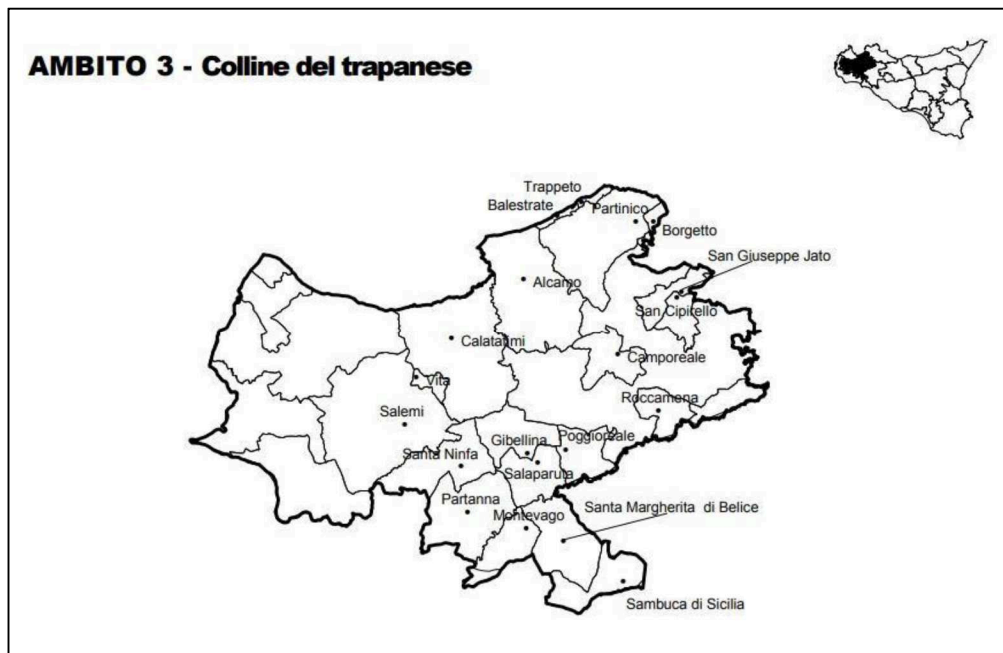 AMBITO 3 - Colline del trapanese
Trappeto
Balestrate
Partinico
Borgetto
San Giuseppe Jato
Alcamo
San Cipirello
Calatafimi
Camporeale
Vita
Roccamena
Salemi
Gibellina
Poggioreale
Santa Ninfa
Salaparuta
Partanna
Montevago
Santa Margherita di Belice
Sambuca di Sicilia